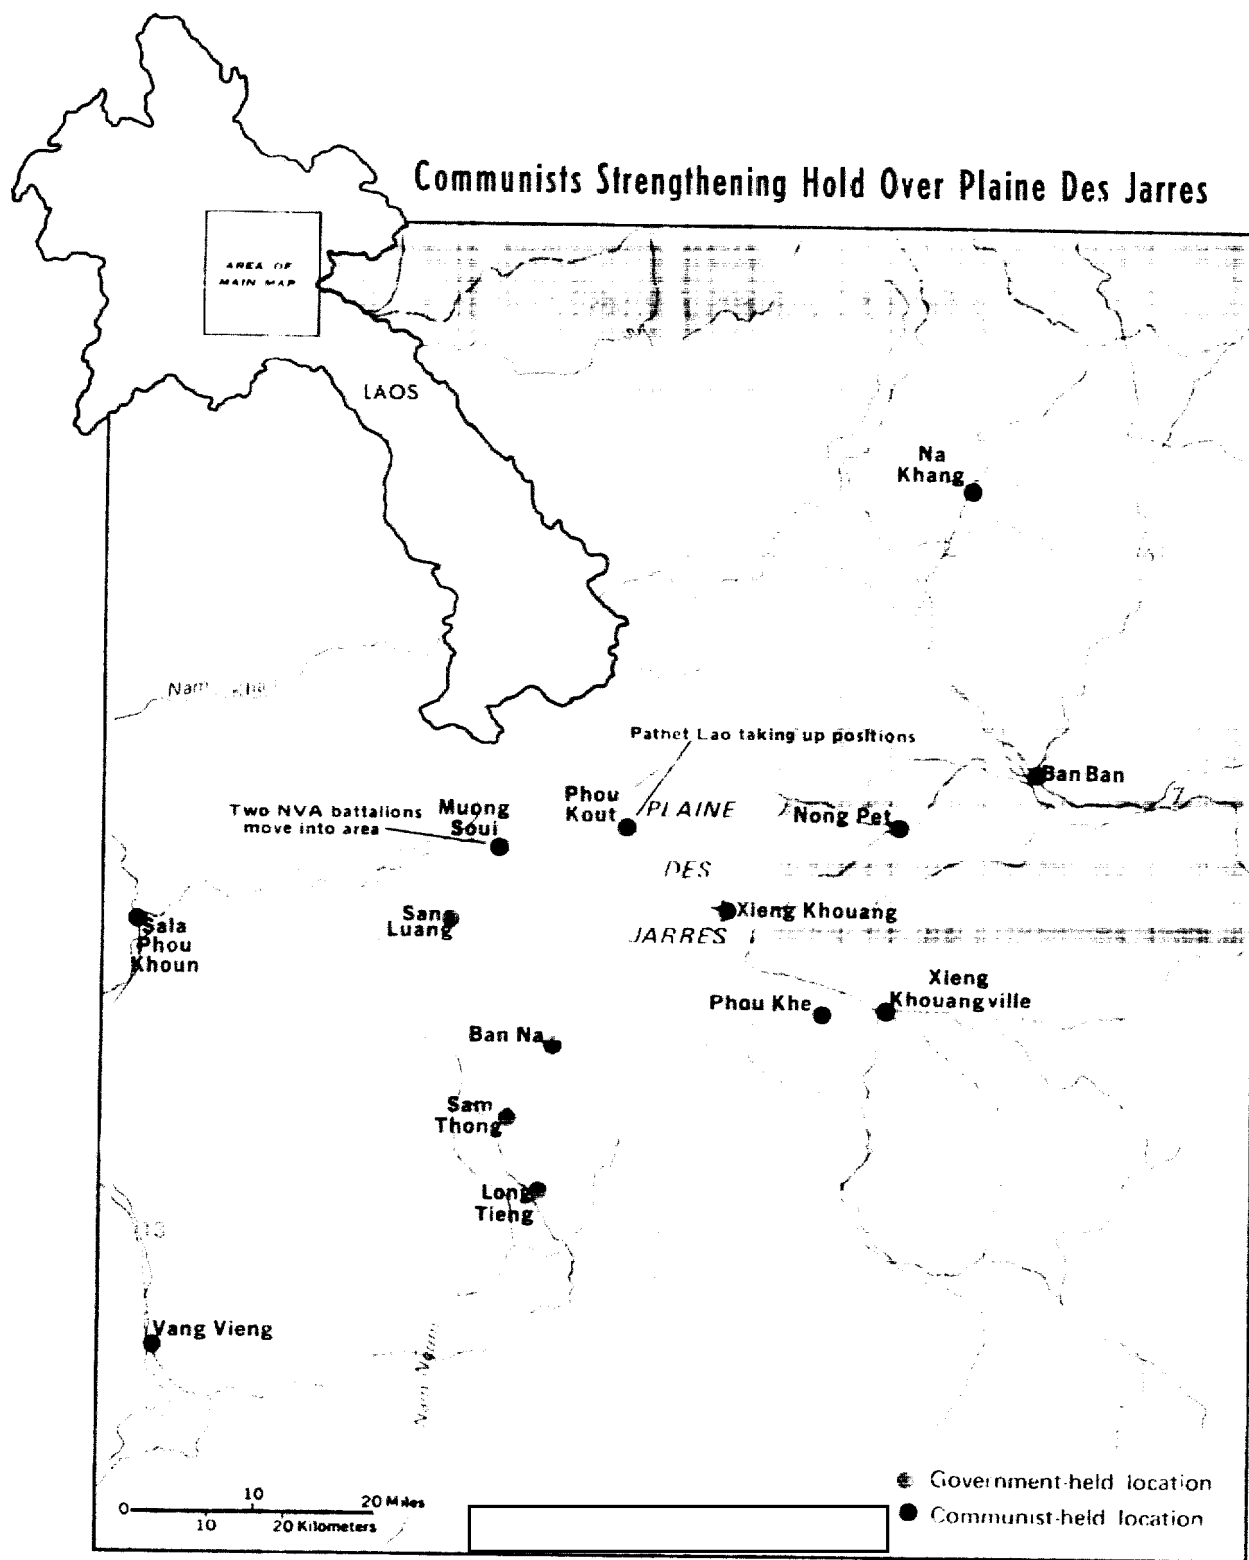 Communists Strengthening Hold Over Plaine Des Jarres
AREA OF
MAIN MAP
LAOS
Na
Khang
Nam
Pathet Lao taking up positions
Ban Ban
7
Two NVA battalions
move into area
Muong
Soui
Phou
Kout
PLAINE
DES
JARRES
Nong Pet
Sala
Phou
Khoun
Sang
Luang
Xieng Khouang
Xieng
Khouangville
Phou Khe
Ban Na
Sam
Thong
Long
Tieng
13
Vang Vieng
Nam
Government-held location
Communist-held location
0 10 20 Miles
10 20 Kilometers